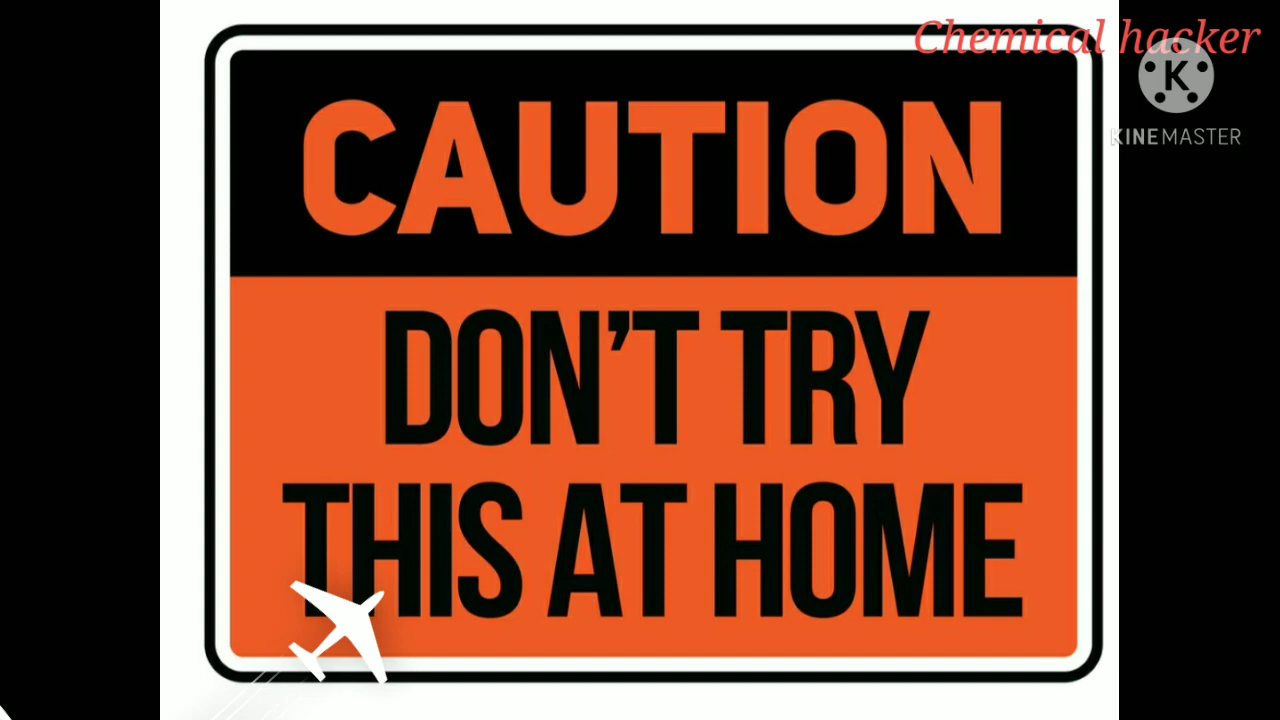 Chemical hacker
K
KINEMASTER
CAUTION
DON'T TRY
THIS AT HOME